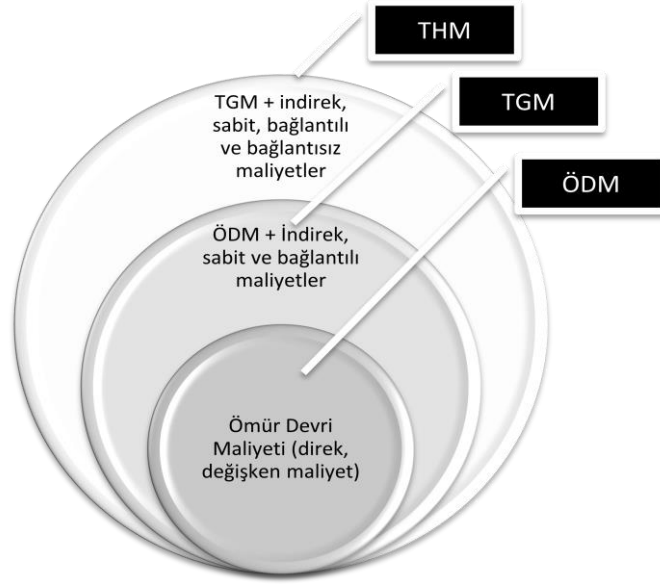 THM
TGM + indirek,
sabit, bağlantılı
ve bağlantısız
maliyetler
TGM
ÖDM
ÖDM + İndirek,
sabit ve bağlantılı
maliyetler
Ömür Devri
Maliyeti (direk,
değişken maliyet)